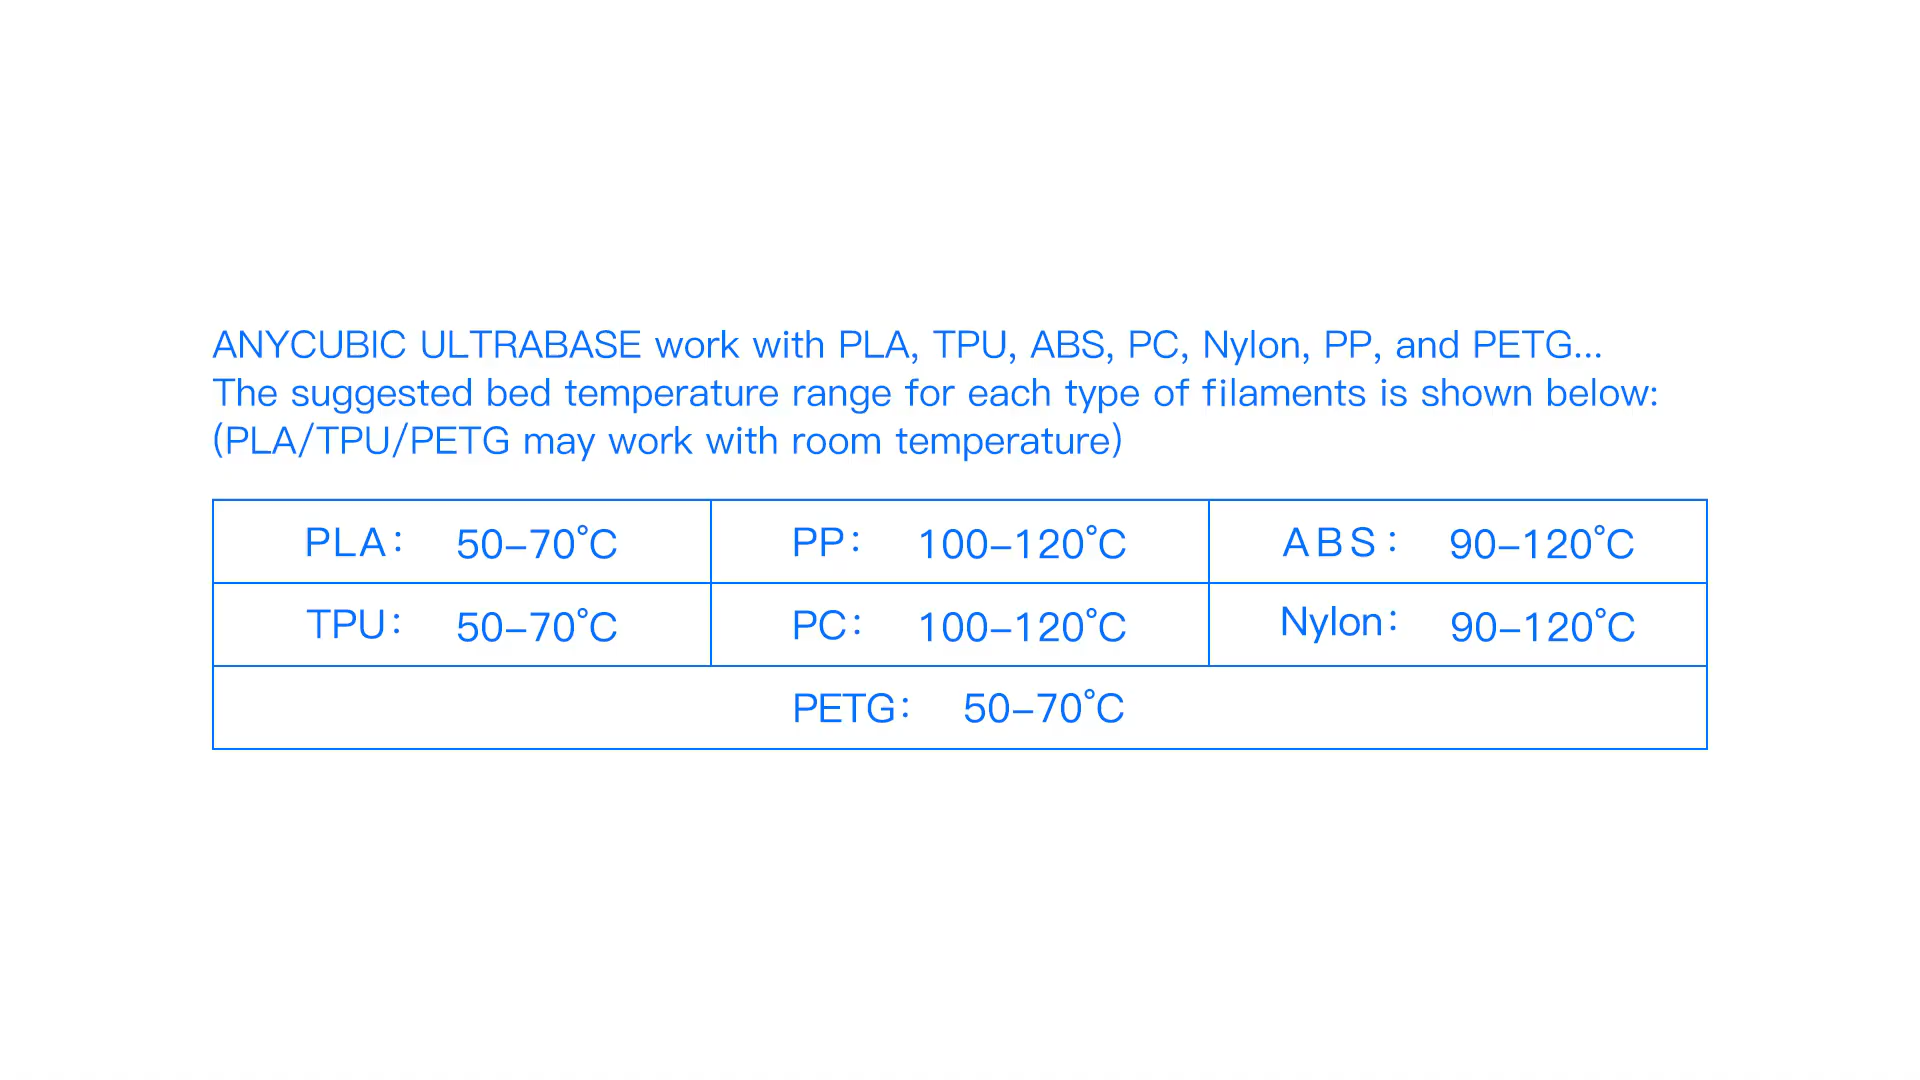 ANYCUBIC ULTRABASE work with PLA, TPU, ABS, PC, Nylon, PP, and PETG...
The suggested bed temperature range for each type of filaments is shown below:
(PLA/TPU/PETG may work with room temperature)
PLA: 50–70°C PP: 100–120°C ABS: 90–120°C
TPU: 50–70°C PC: 100–120°C Nylon: 90–120°C
PETG: 50–70°C